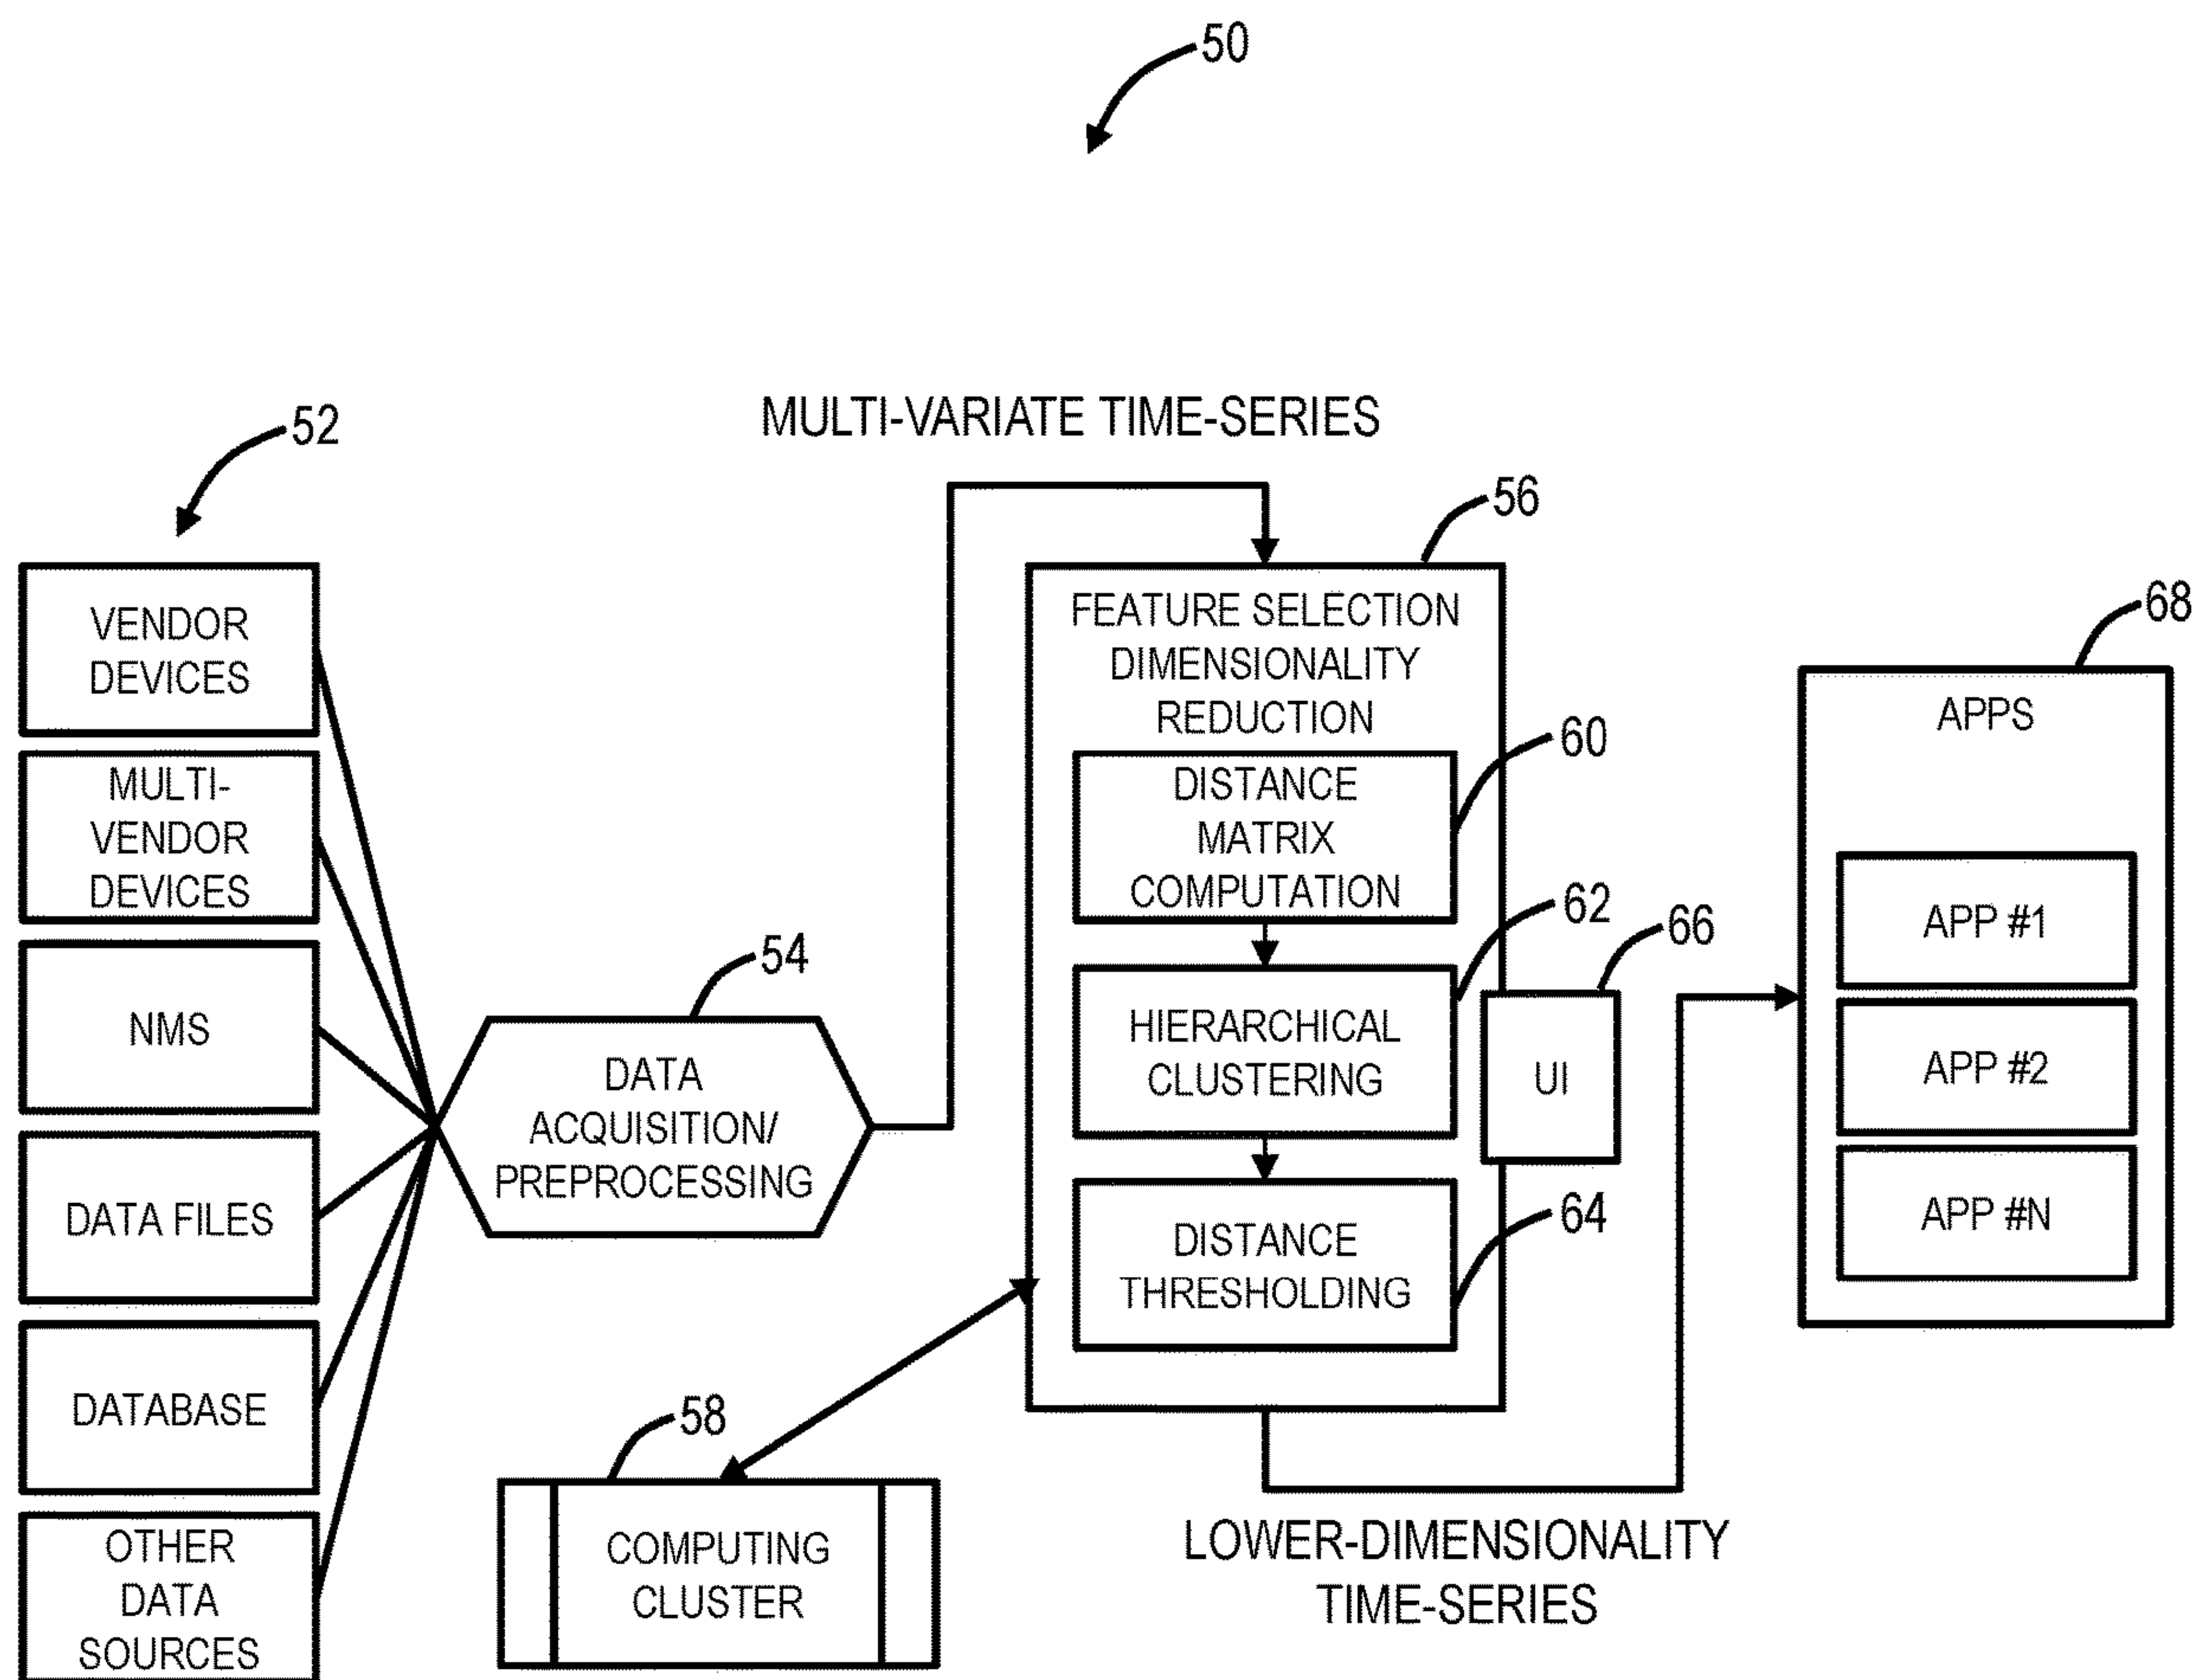 50
MULTI-VARIATE TIME-SERIES
52
VENDOR
DEVICES
MULTI-
VENDOR
DEVICES
NMS
DATA FILES
DATABASE
OTHER
DATA
SOURCES
54
DATA
ACQUISITION/
PREPROCESSING
58
COMPUTING
CLUSTER
56
FEATURE SELECTION
DIMENSIONALITY
REDUCTION
60
DISTANCE
MATRIX
COMPUTATION
62
HIERARCHICAL
CLUSTERING
66
UI
64
DISTANCE
THRESHOLDING
LOWER-DIMENSIONALITY
TIME-SERIES
68
APPS
APP #1
APP #2
APP #N